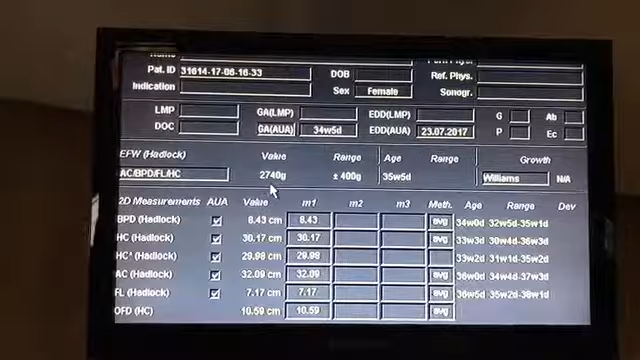 Pat. ID 31614-17-06-16-33 DOB Ref. Phys.
Indication Sex Female Sonogr.
LMP GA(LMP) EDD(LMP) G Ab
DOC GA(AUA) 34w5d EDD(AUA) 23.07.2017 P Ec
EFW (Hadlock) Value Range Age Range Growth
AC/BPD/FL/HC 2740g ± 400g 35w5d Williams N/A
2D Measurements AUA Value m1 m2 m3 Meth. Age Range Dev
BPD (Hadlock) 8.43 cm 8.43 avg 34w0d 32w5d-35w1d
HC (Hadlock) 30.17 cm 30.17 avg 33w3d 30w4d-36w3d
HC* (Hadlock) 29.98 cm 29.98 33w2d 31w1d-35w2d
AC (Hadlock) 32.09 cm 32.09 avg 36w0d 34w4d-37w3d
FL (Hadlock) 7.17 cm 7.17 avg 36w5d 35w2d-38w1d
OFD (HC) 10.59 cm 10.59 avg